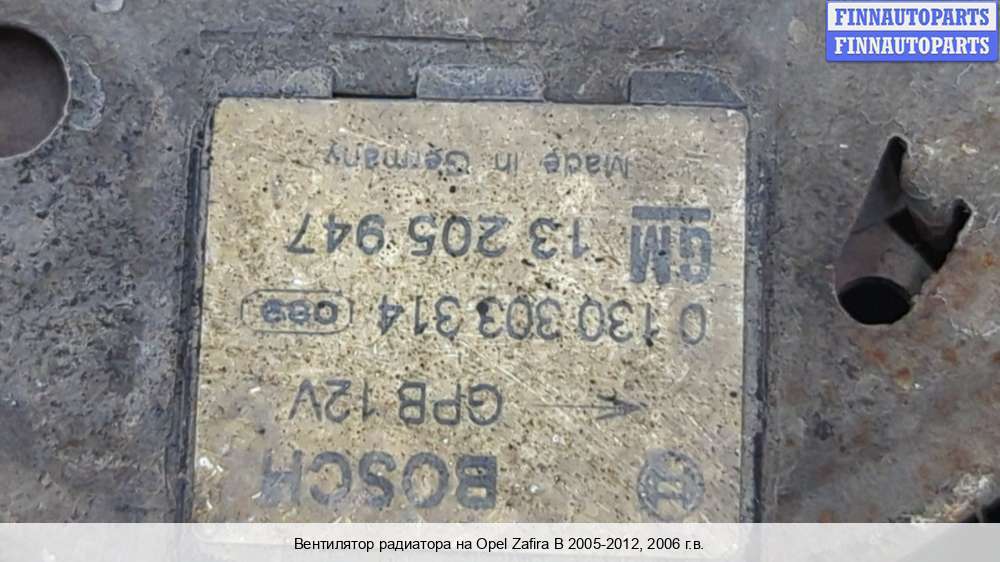 FINNAUTOPARTS
FINNAUTOPARTS
BOSCH
GPB 12V
0 130 303 314
GM 13 205 947
Made in Germany
Вентилятор радиатора на Opel Zafira B 2005-2012, 2006 г.в.